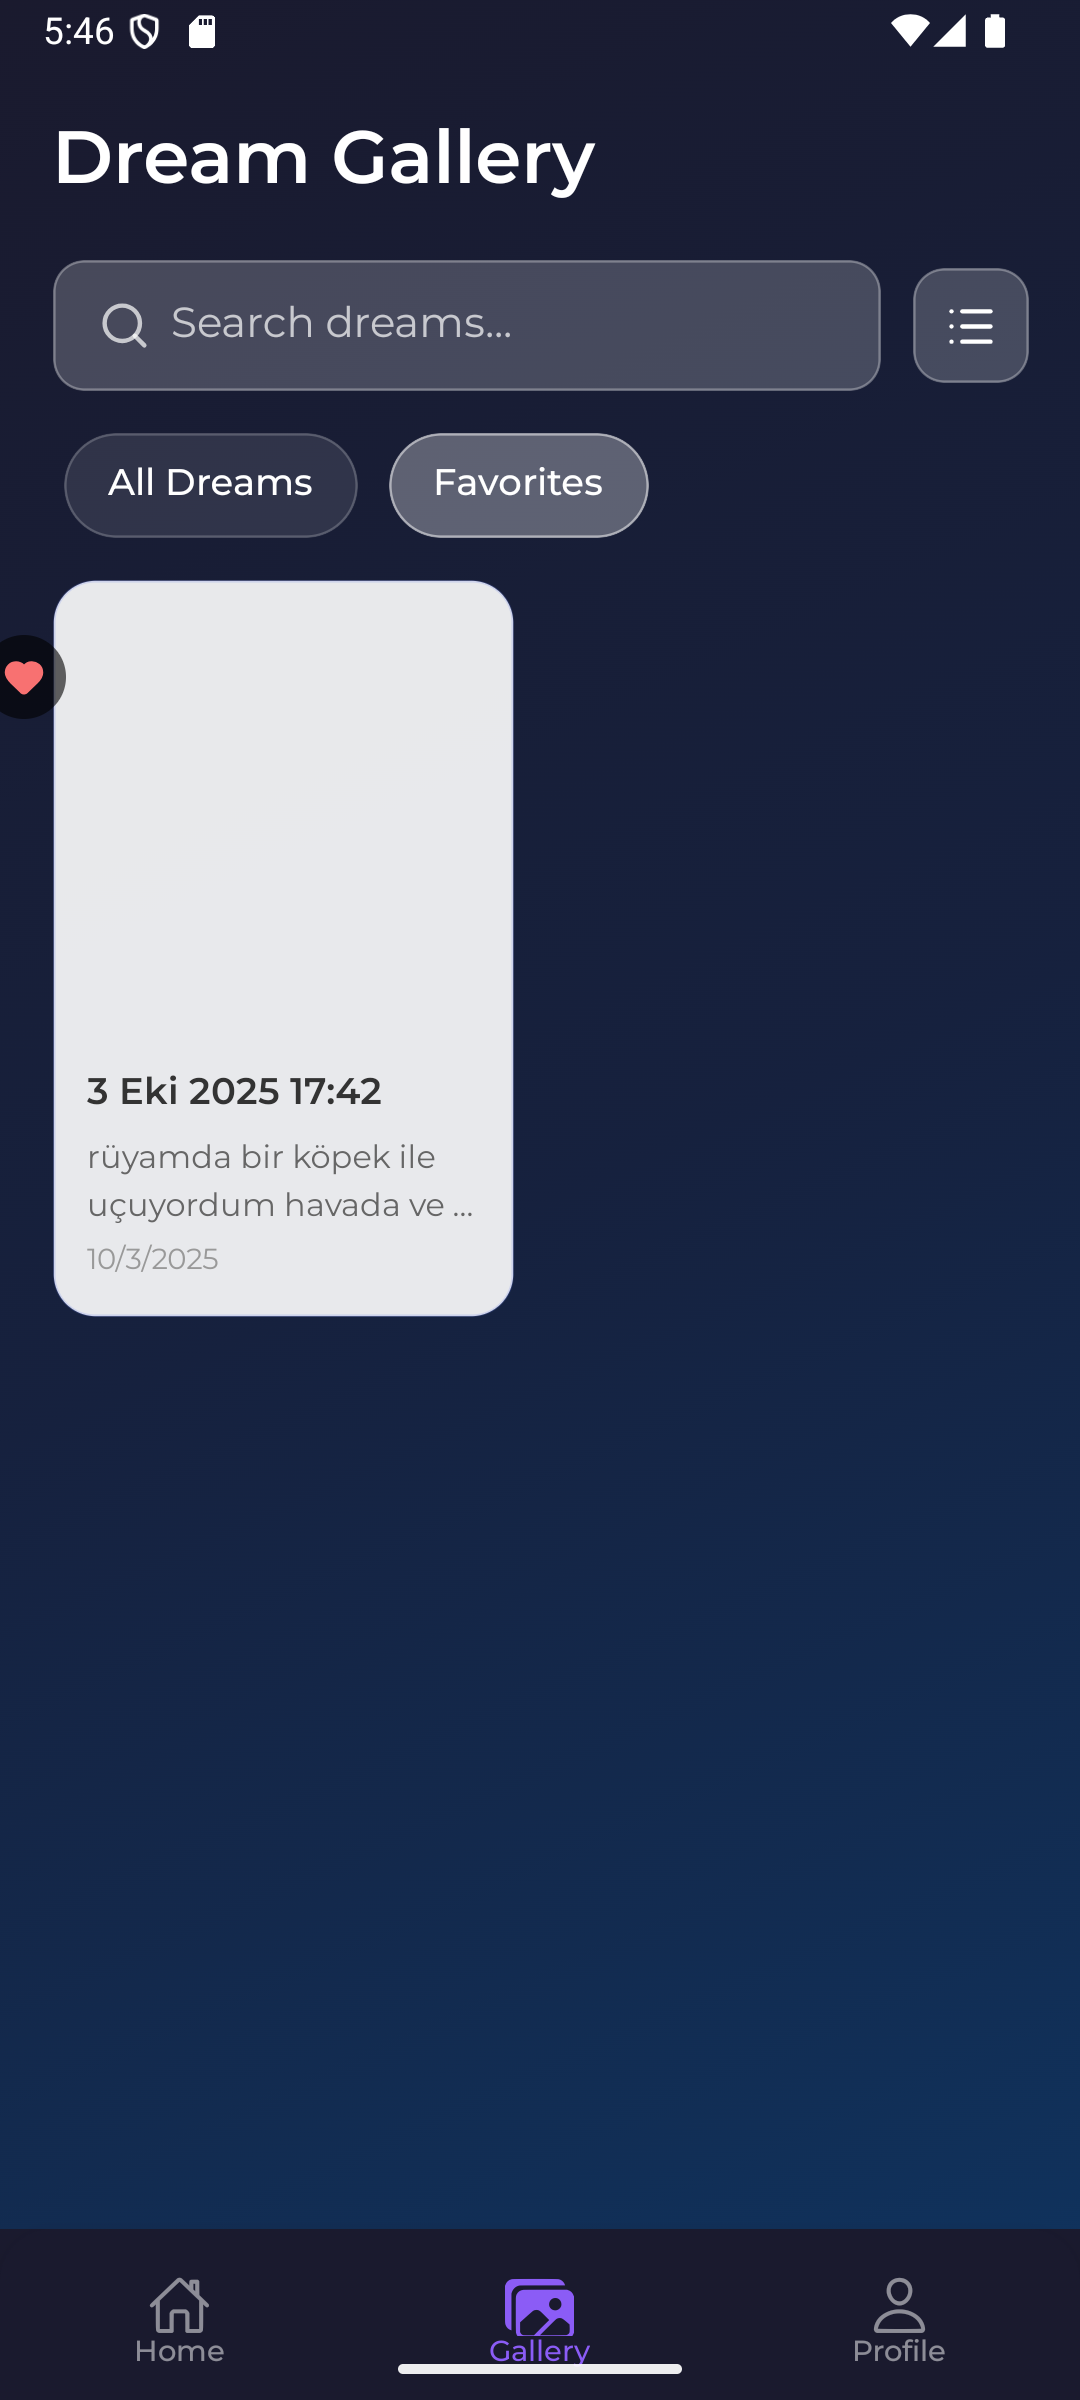 5:46
Dream Gallery
Search dreams...
All Dreams
Favorites
3 Eki 2025 17:42
rüyamda bir köpek ile
uçuyordum havada ve ...
10/3/2025
Home
Gallery
Profile